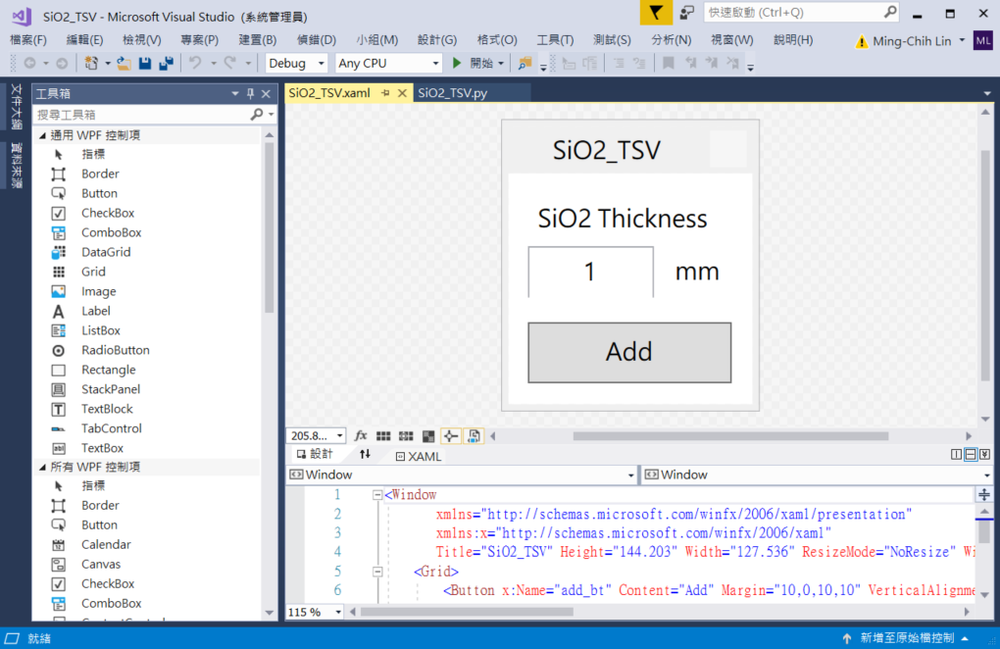 SiO2_TSV - Microsoft Visual Studio (系統管理員)
快速啟動 (Ctrl+Q)
檔案(F) 編輯(E) 檢視(V) 專案(P) 建置(B) 偵錯(D) 小組(M) 設計(G) 格式(O) 工具(T) 測試(S) 分析(N) 視窗(W) 說明(H) Ming-Chih Lin ML
Debug Any CPU 開始
文件大綱
資料來源
工具箱
搜尋工具箱
通用 WPF 控制項
指標
Border
Button
CheckBox
ComboBox
DataGrid
Grid
Image
Label
ListBox
RadioButton
Rectangle
StackPanel
TextBlock
TabControl
TextBox
所有 WPF 控制項
指標
Border
Button
Calendar
Canvas
CheckBox
ComboBox
SiO2_TSV.xaml SiO2_TSV.py
SiO2_TSV
SiO2 Thickness
1 mm
Add
205.8... fx
設計 XAML
Window Window
1 <Window
2 xmlns="http://schemas.microsoft.com/winfx/2006/xaml/presentation"
3 xmlns:x="http://schemas.microsoft.com/winfx/2006/xaml"
4 Title="SiO2_TSV" Height="144.203" Width="127.536" ResizeMode="NoResize" Wi
5 <Grid>
6 <Button x:Name="add_bt" Content="Add" Margin="10,0,10,10" VerticalAlignme
115 %
就緒 新增至原始檔控制